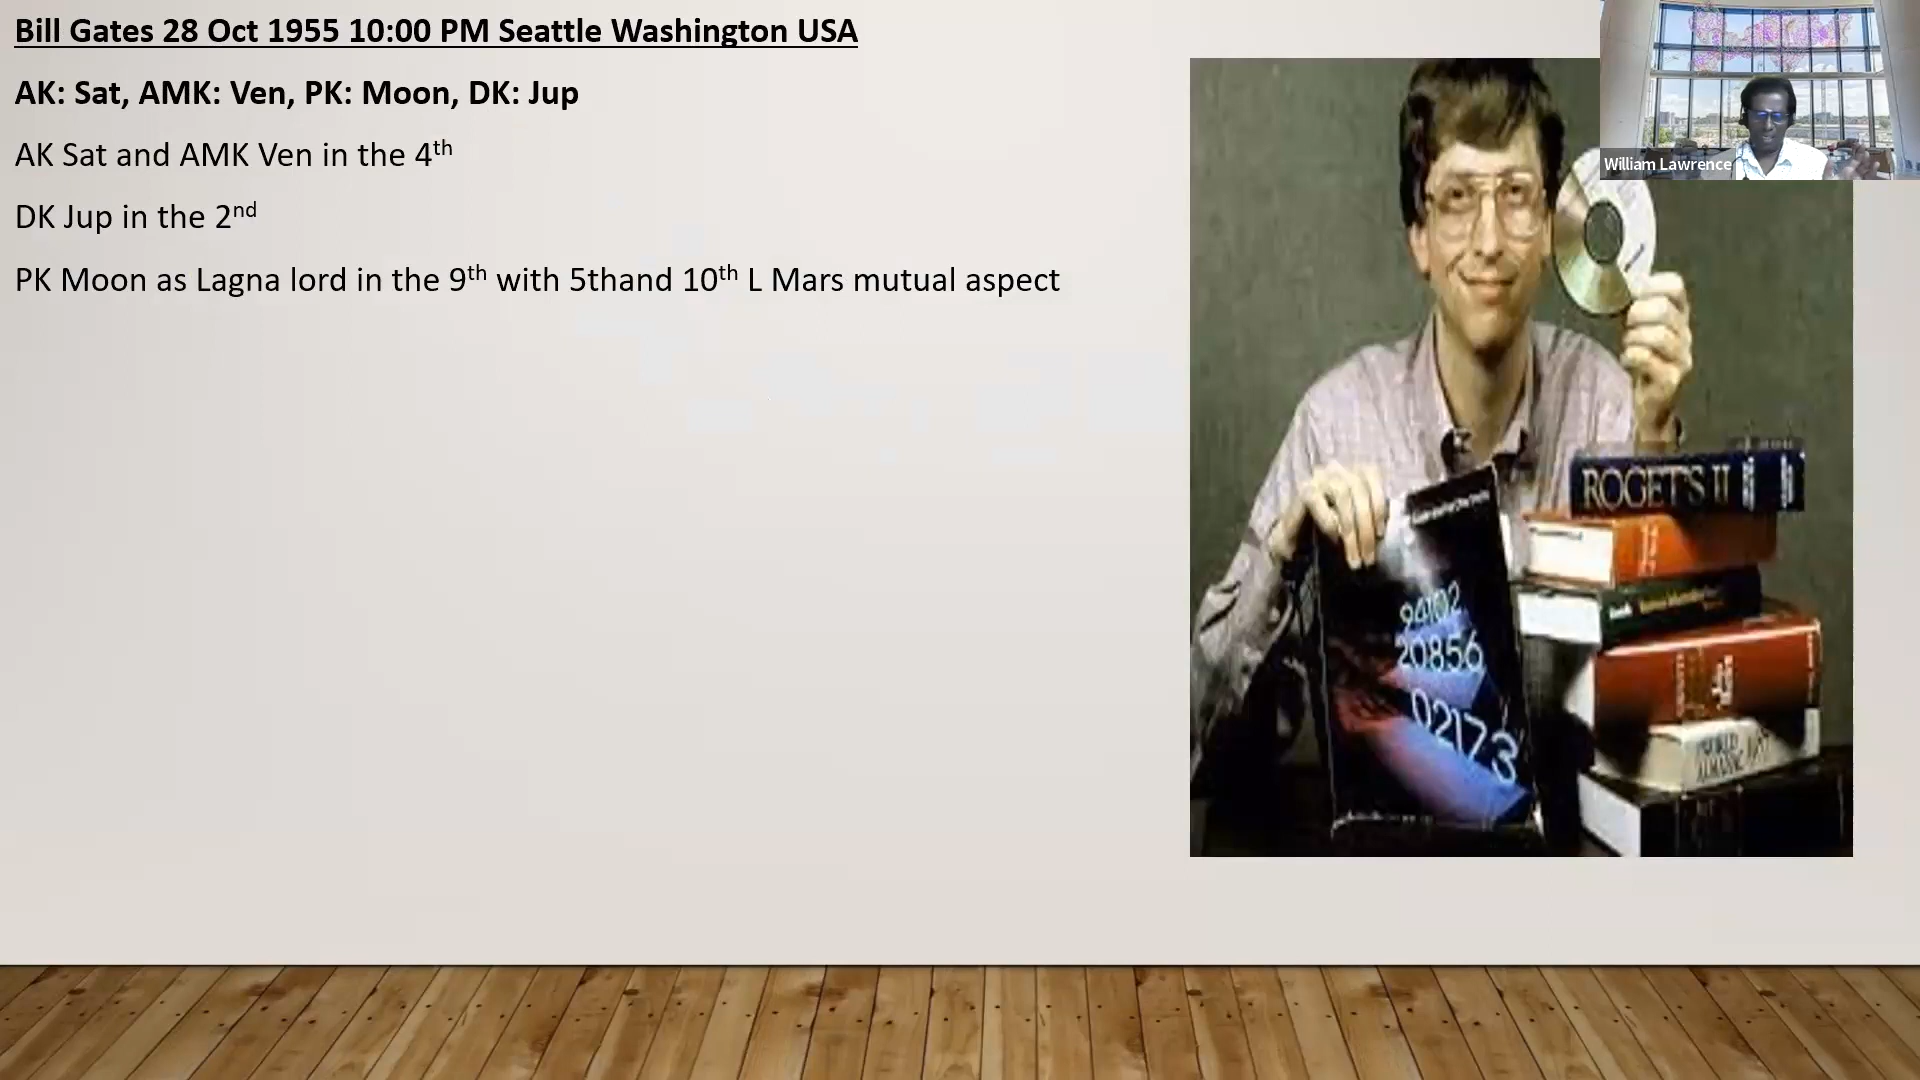 Bill Gates 28 Oct 1955 10:00 PM Seattle Washington USA
AK: Sat, AMK: Ven, PK: Moon, DK: Jup
AK Sat and AMK Ven in the 4th
DK Jup in the 2nd
PK Moon as Lagna lord in the 9th with 5thand 10th L Mars mutual aspect
William Lawrence
ROGET'S II
94102
20856
02173
WORLD
ALMANAC